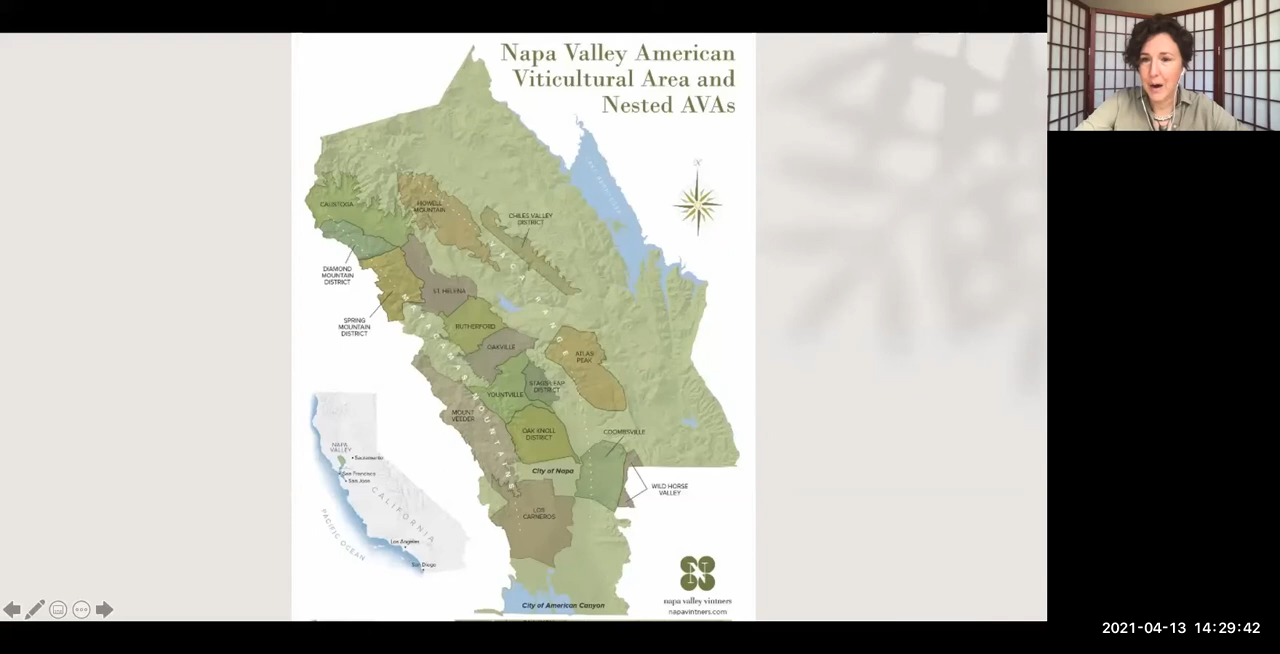 Napa Valley American
Viticultural Area and
Nested AVAs
CALISTOGA
HOWELL
MOUNTAIN
CHILES VALLEY
DISTRICT
DIAMOND
MOUNTAIN
DISTRICT
ST. HELENA
SPRING
MOUNTAIN
DISTRICT
RUTHERFORD
OAKVILLE
ATLAS
PEAK
STAGS LEAP
DISTRICT
YOUNTVILLE
MOUNT
VEEDER
OAK KNOLL
DISTRICT
COOMBSVILLE
City of Napa
WILD HORSE
VALLEY
LOS
CARNEROS
NAPA
VALLEY
Sacramento
San Francisco
San Jose
CALIFORNIA
PACIFIC OCEAN
Los Angeles
San Diego
napa valley vintners
napavintners.com
City of American Canyon
2021-04-13 14:29:42